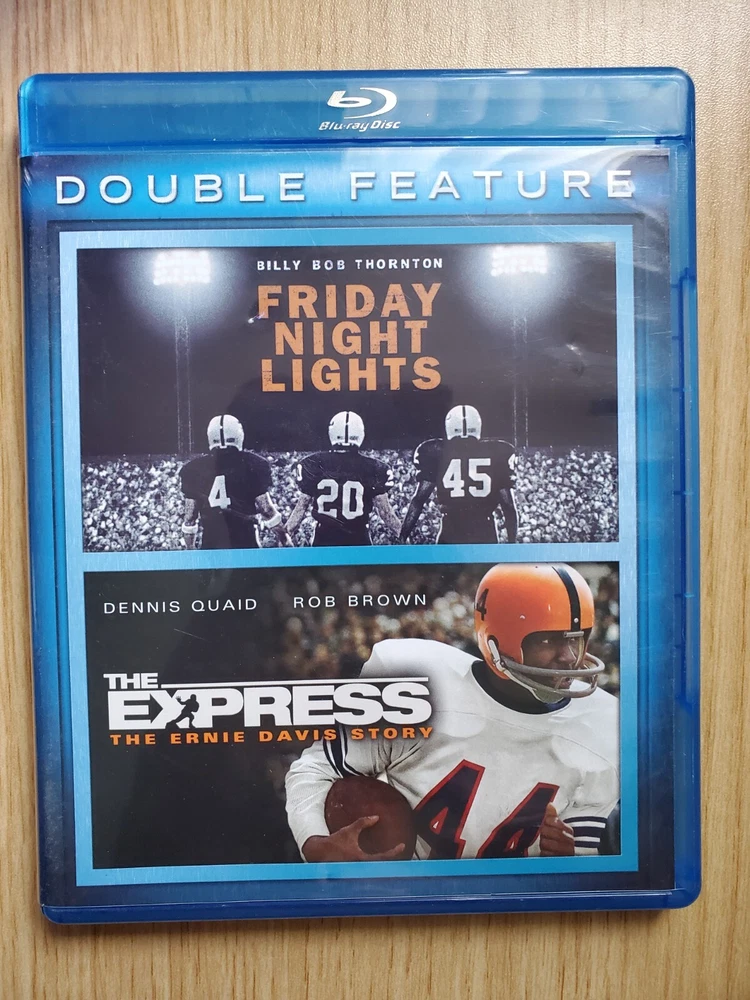 Blu-ray Disc
DOUBLE FEATURE
BILLY BOB THORNTON
FRIDAY
NIGHT
LIGHTS
4
20
45
DENNIS QUAID ROB BROWN
4
THE
EXPRESS
THE ERNIE DAVIS STORY
44